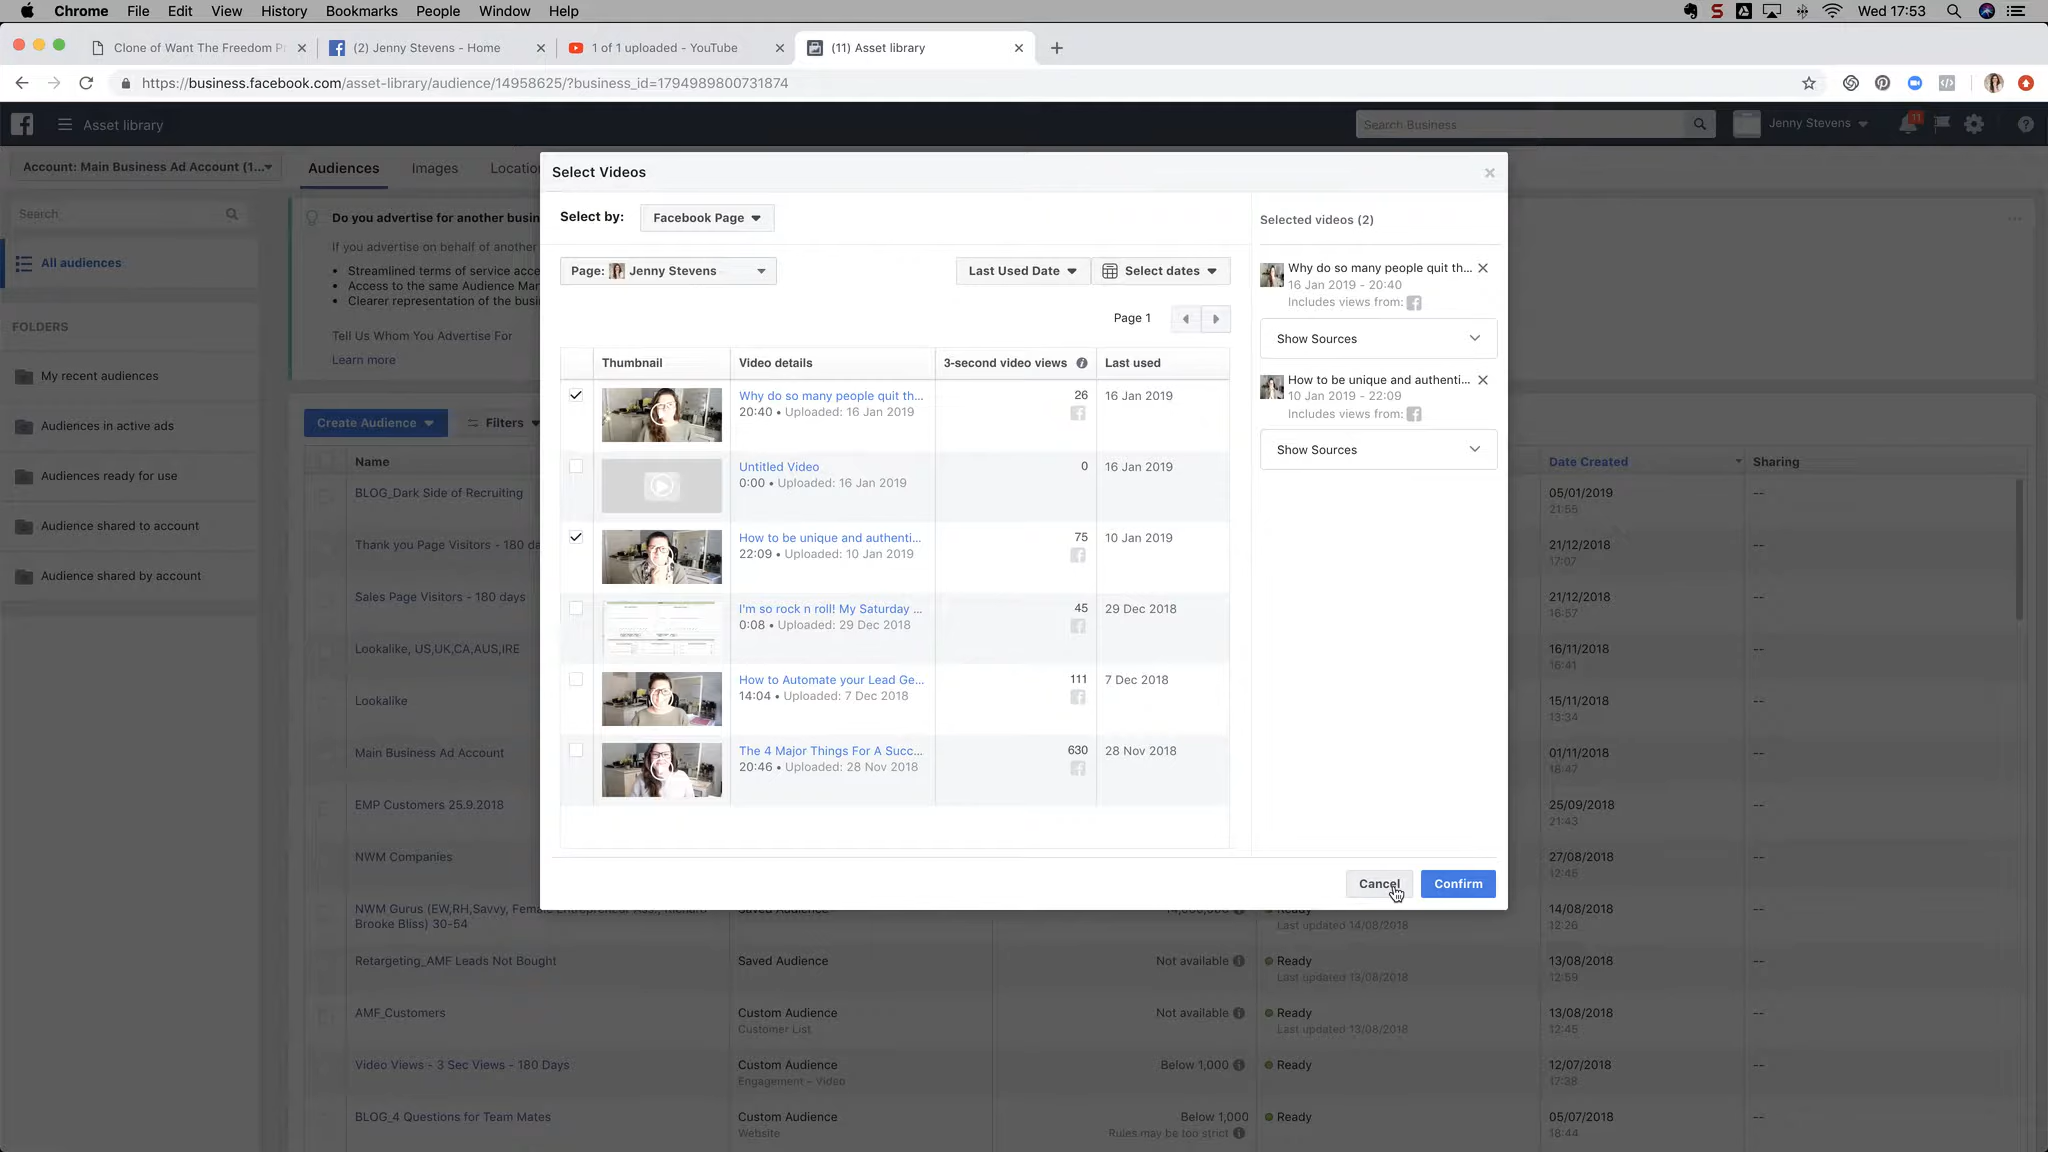 Chrome File Edit View History Bookmarks People Window Help
Wed 17:53
Clone of Want The Freedom P
(2) Jenny Stevens - Home
1 of 1 uploaded - YouTube
(11) Asset library
https://business.facebook.com/asset-library/audience/14958625/?business_id=1794989800731874
Asset library
Search Business
Jenny Stevens
11
Account: Main Business Ad Account (1...
Audiences
Images
Locatio
Search
All audiences
FOLDERS
My recent audiences
Audiences in active ads
Audiences ready for use
Audience shared to account
Audience shared by account
Do you advertise for another busin
If you advertise on behalf of another
• Streamlined terms of service acce
• Access to the same Audience Mar
• Clearer representation of the busi
Tell Us Whom You Advertise For
Learn more
Create Audience
Filters
Select Videos
Select by:
Facebook Page
Page: Jenny Stevens
Last Used Date
Select dates
Page 1
Thumbnail Video details 3-second video views Last used
Why do so many people quit th... 26 16 Jan 2019
20:40 • Uploaded: 16 Jan 2019
Untitled Video 0 16 Jan 2019
0:00 • Uploaded: 16 Jan 2019
How to be unique and authenti... 75 10 Jan 2019
22:09 • Uploaded: 10 Jan 2019
I'm so rock n roll! My Saturday ... 45 29 Dec 2018
0:08 • Uploaded: 29 Dec 2018
How to Automate your Lead Ge... 111 7 Dec 2018
14:04 • Uploaded: 7 Dec 2018
The 4 Major Things For A Succ... 630 28 Nov 2018
20:46 • Uploaded: 28 Nov 2018
Selected videos (2)
Why do so many people quit th...
16 Jan 2019 - 20:40
Includes views from:
Show Sources
How to be unique and authenti...
10 Jan 2019 - 22:09
Includes views from:
Show Sources
Cancel
Confirm
Name Date Created Sharing
BLOG_Dark Side of Recruiting 05/01/2019 --
21:55
Thank you Page Visitors - 180 da 21/12/2018 --
17:07
Sales Page Visitors - 180 days 21/12/2018 --
16:57
Lookalike, US,UK,CA,AUS,IRE 16/11/2018 --
16:41
Lookalike 15/11/2018 --
13:34
Main Business Ad Account 01/11/2018 --
EMP Customers 25.9.2018 25/09/2018 --
21:43
NWM Companies 27/08/2018 --
NWM Gurus (EW,RH,Savvy, Female Entrepreneur Ass., Richard Saved Audience Ready 14/08/2018 --
Brooke Bliss) 30-54 Last updated 14/08/2018 12:26
Retargeting_AMF Leads Not Bought Saved Audience Not available Ready 13/08/2018 --
Last updated 13/08/2018 12:59
AMF_Customers Custom Audience Not available Ready 13/08/2018 --
Customer List Last updated 13/08/2018 12:45
Video Views - 3 Sec Views - 180 Days Custom Audience Below 1,000 Ready 12/07/2018 --
Engagement – Video 17:38
BLOG_4 Questions for Team Mates Custom Audience Below 1,000 Ready 05/07/2018 --
Website Rules may be too strict 18:44